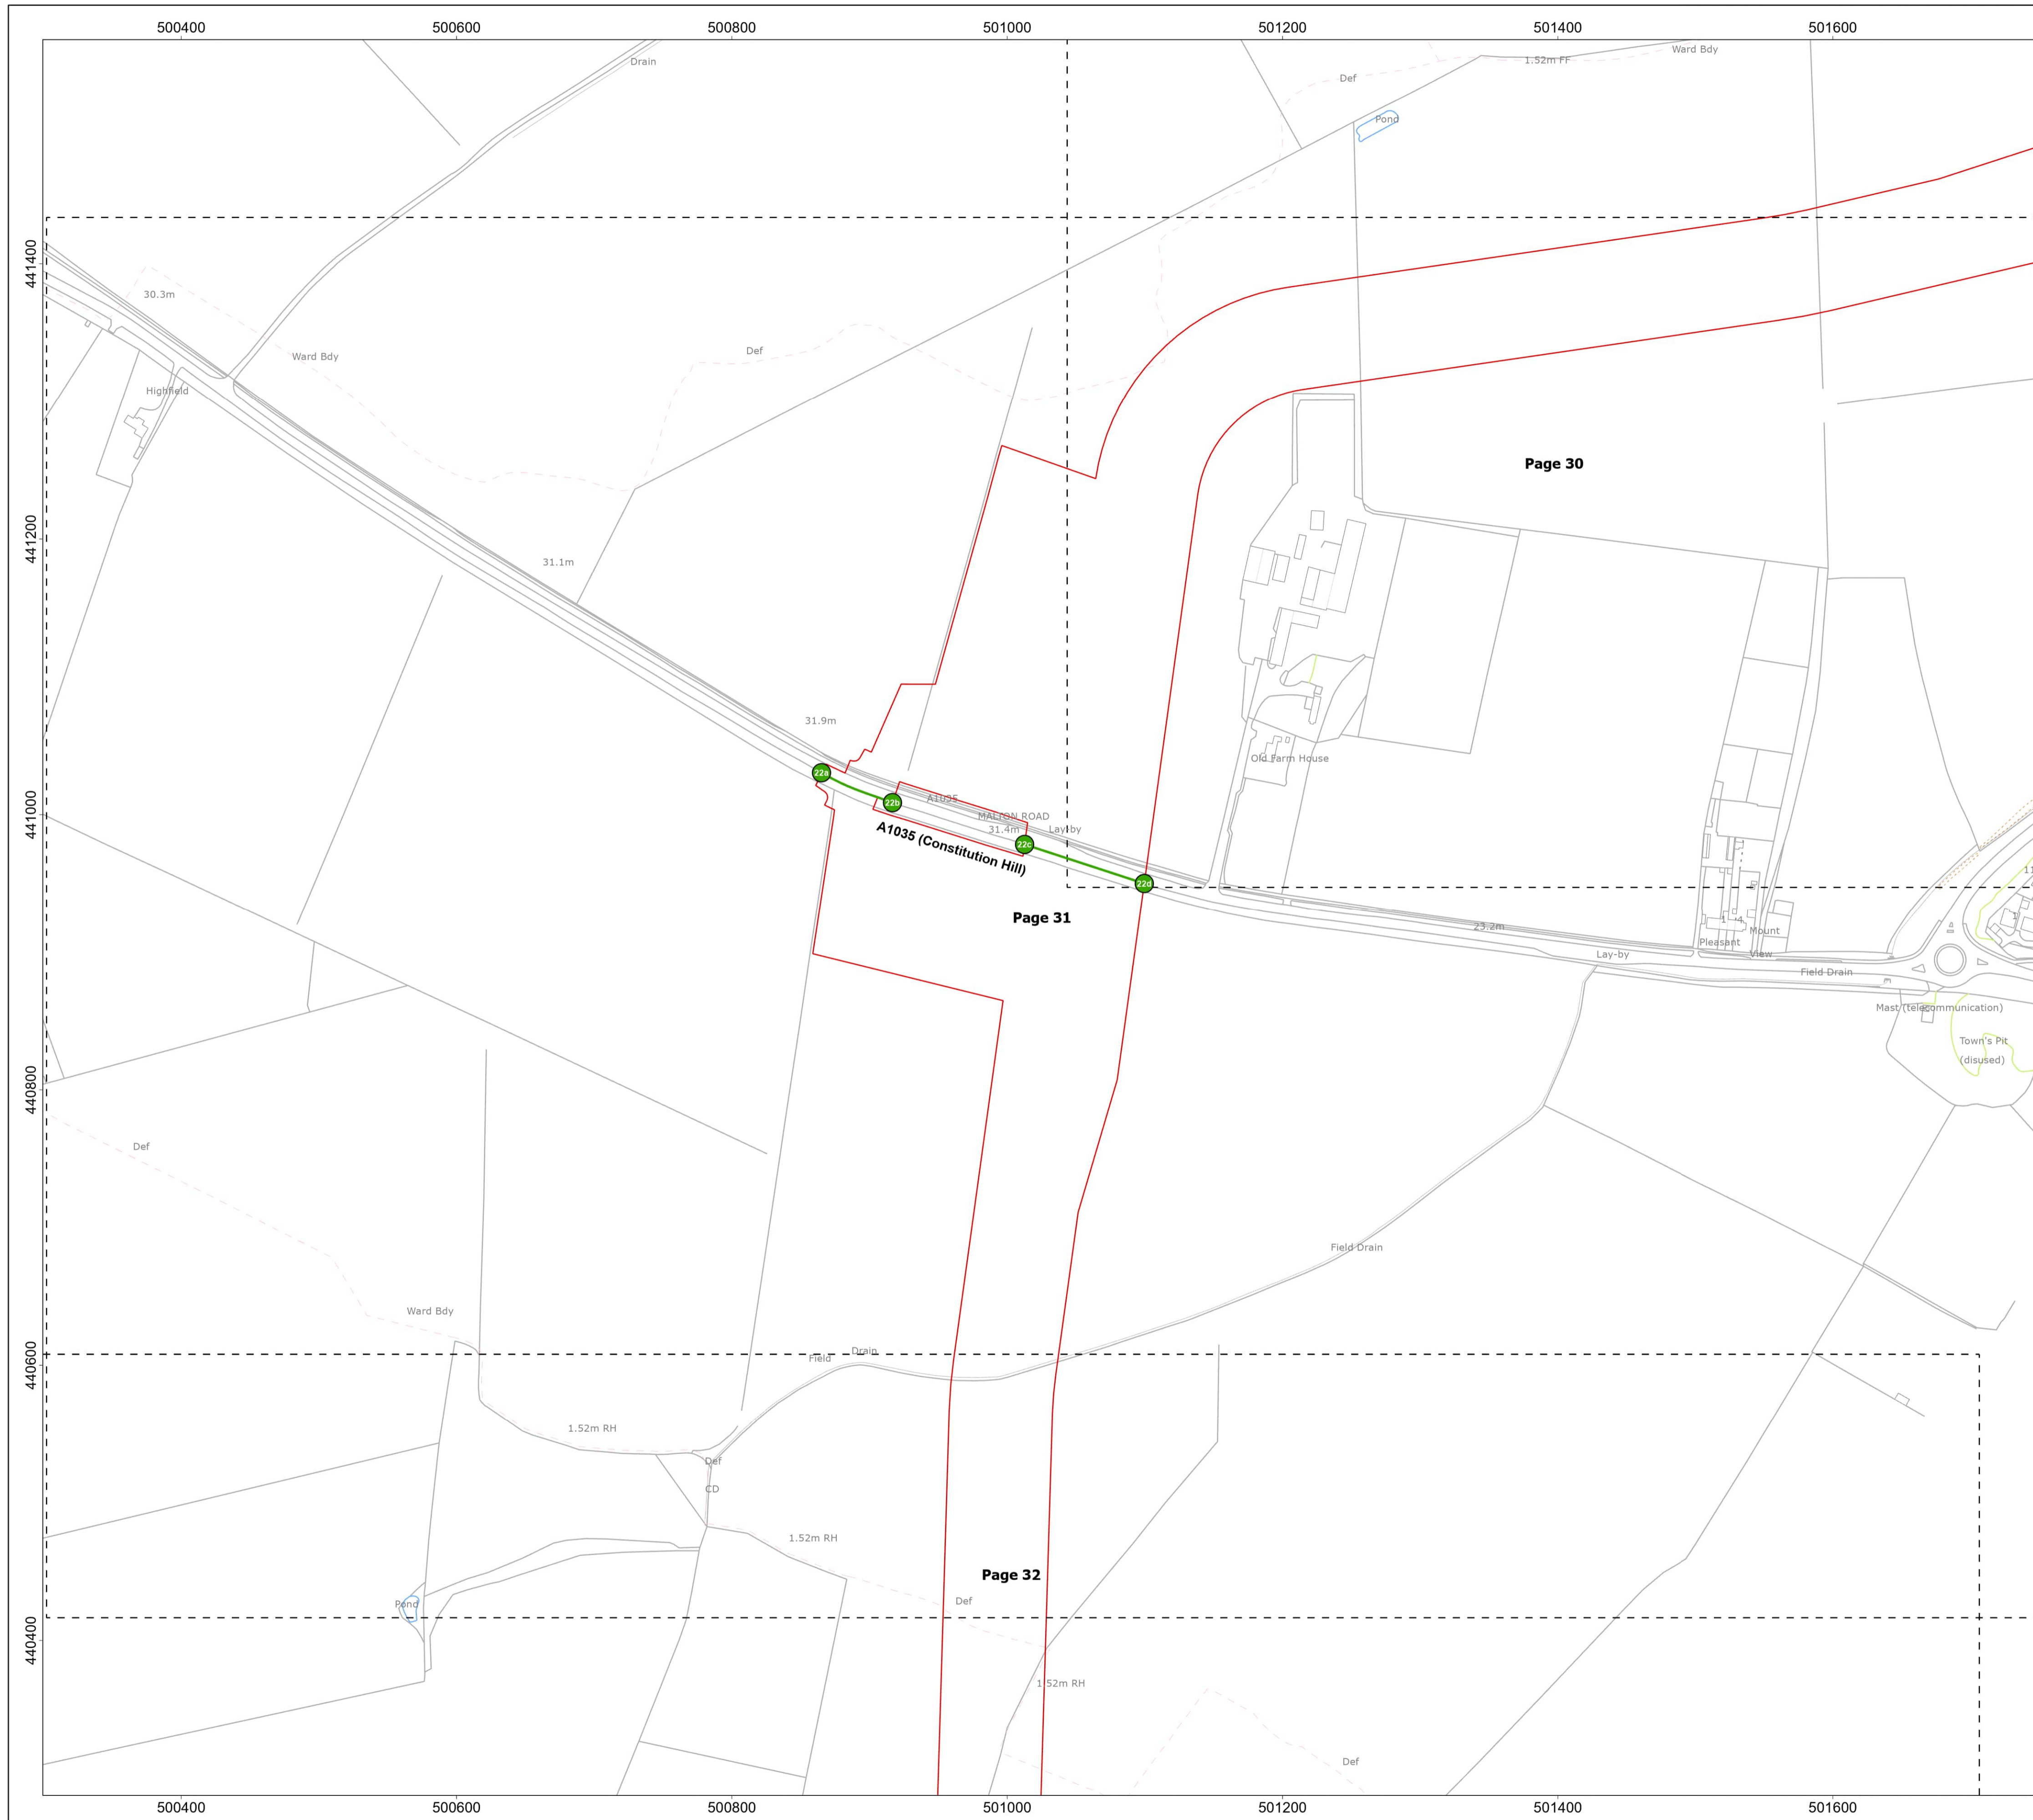 500400 500600 500800 501000 501200 501400 501600
Drain
Ward Bdy
1.52m FF
Def
Pond
441400
30.3m
Def
Ward Bdy
Highfield
Page 30
441200
31.1m
31.9m
Old Farm House
22a
22b
A1035
441000
MALTON ROAD
31.4m
Lay-by
A1035 (Constitution Hill)
22c
11
22d
Page 31
1
1
4
23.2m
Mount
Pleasant
View
Lay-by
Field Drain
Mast (telecommunication)
Town's Pit
(disused)
440800
Def
Field Drain
Ward Bdy
440600
Field Drain
1.52m RH
Def
CD
1.52m RH
Page 32
Pond
Def
440400
1.52m RH
Def
500400 500600 500800 501000 501200 501400 501600